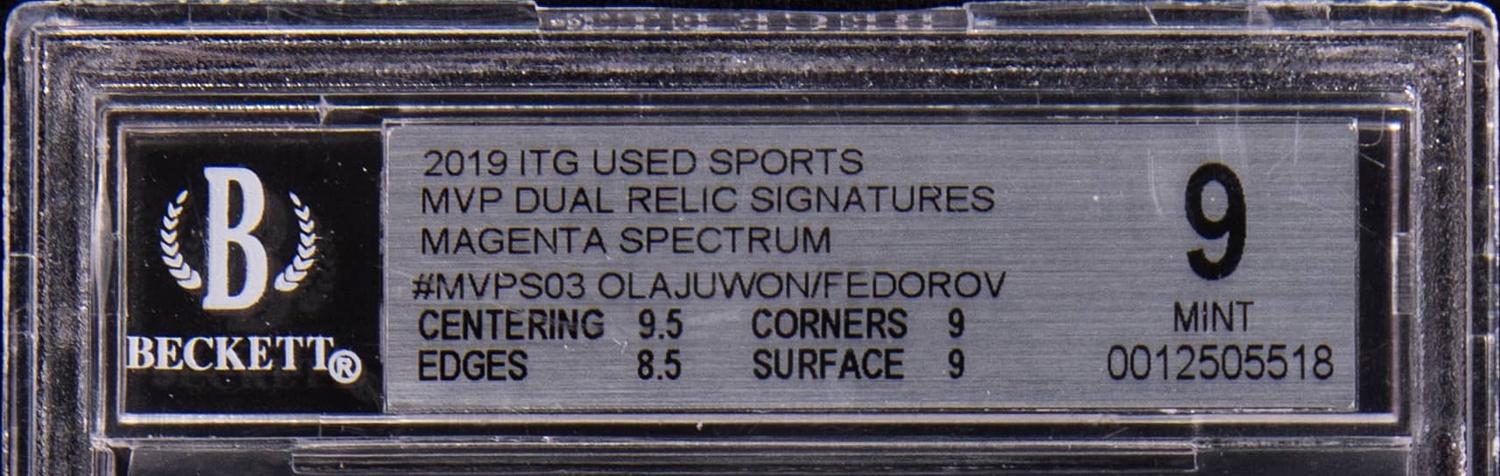 B
BECKETT®
2019 ITG USED SPORTS
MVP DUAL RELIC SIGNATURES
MAGENTA SPECTRUM
#MVPS03 OLAJUWON/FEDOROV
CENTERING 9.5 CORNERS 9
EDGES 8.5 SURFACE 9
9
MINT
0012505518